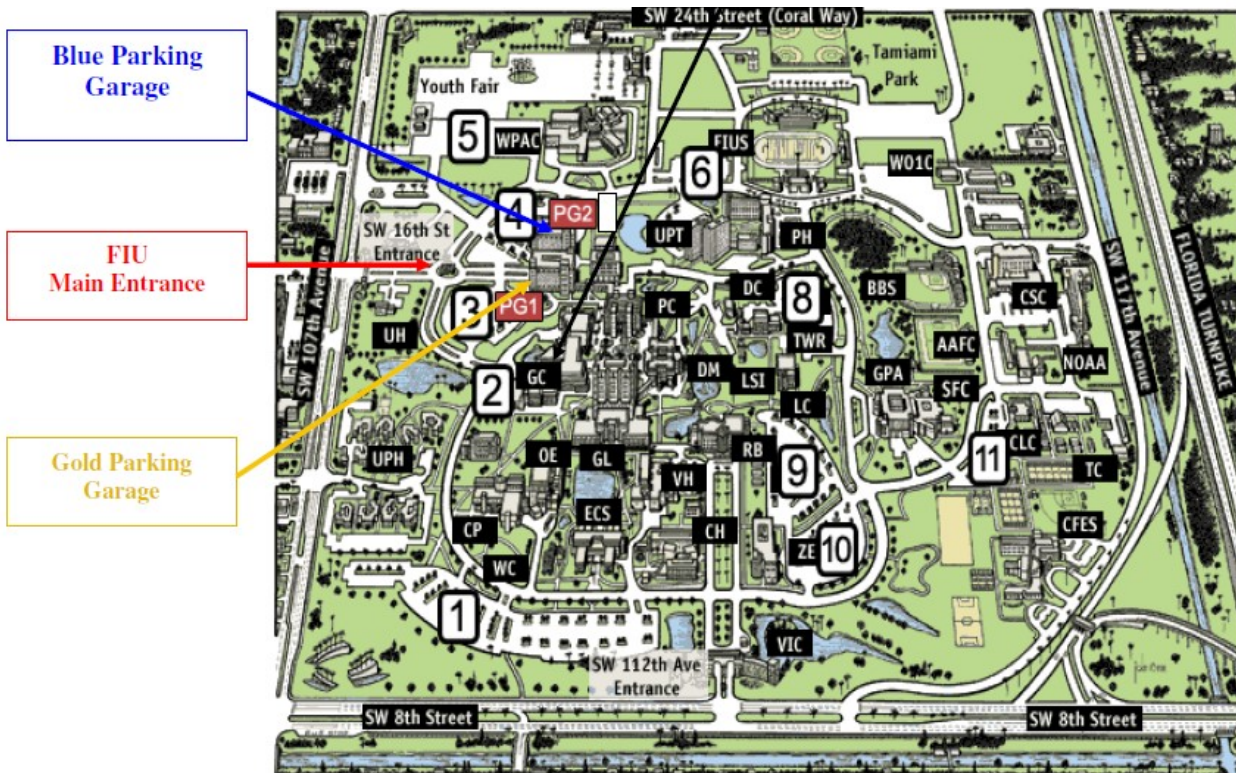 SW 24th Street (Coral Way)
Blue Parking
Garage
Tamiami
Park
Youth Fair
5
WPAC
FIUS
6
W01C
4
PG2
SW 16th St
Entrance
UPT
PH
FIU
Main Entrance
SW 107th Avenue
SW 117th Avenue
FLORIDA TURNPIKE
3
PG1
PC
DC
8
BBS
CSC
UH
TWR
AAFC
NOAA
2
GC
DM
LSI
GPA
SFC
LC
Gold Parking
Garage
UPH
OE
GL
VH
RB
9
11
CLC
TC
ECS
CP
CH
CFES
WC
ZE
10
1
VIC
SW 112th Ave
Entrance
SW 8th Street
SW 8th Street